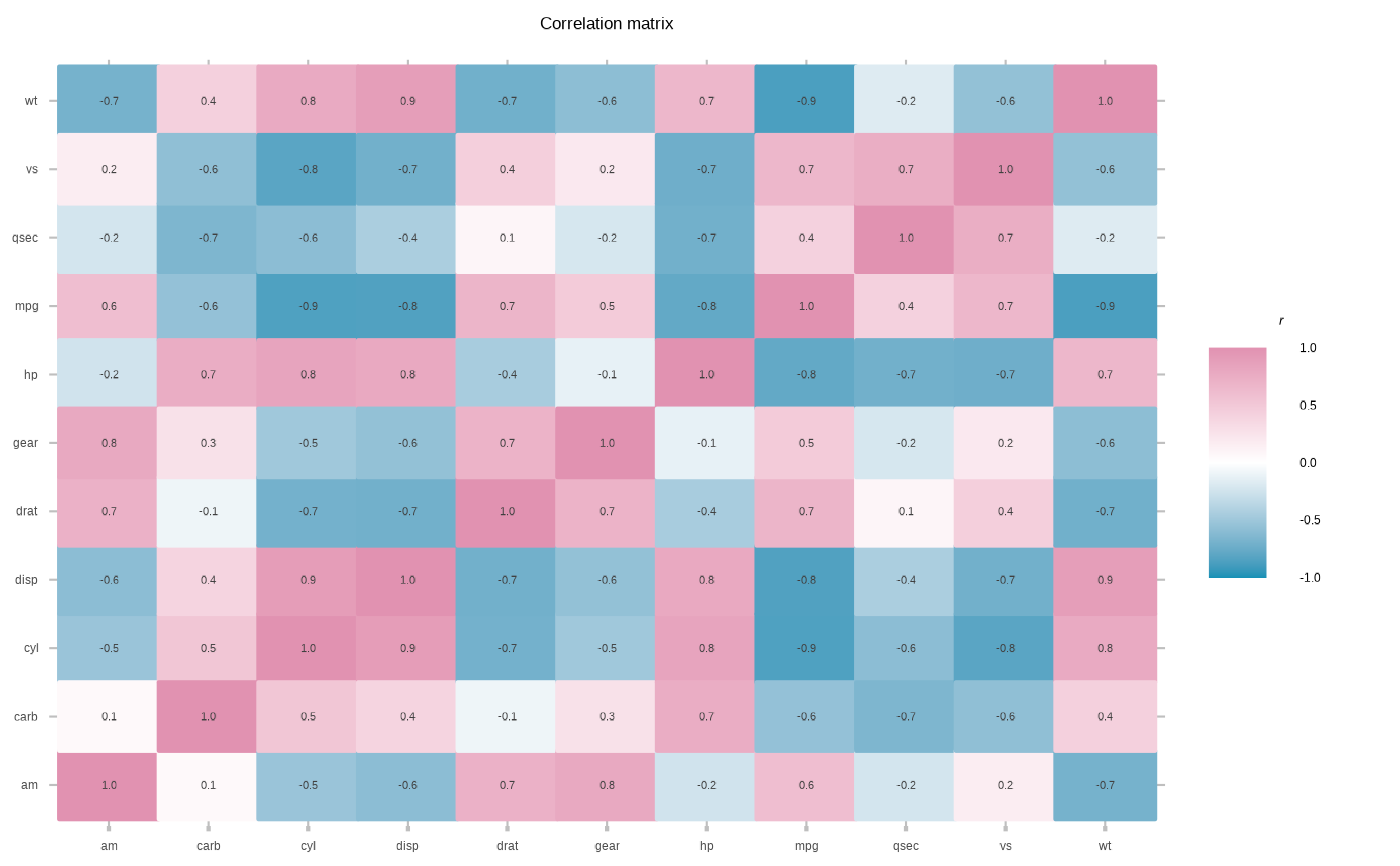 Correlation matrix
wt -0.7 0.4 0.8 0.9 -0.7 -0.6 0.7 -0.9 -0.2 -0.6 1.0
vs 0.2 -0.6 -0.8 -0.7 0.4 0.2 -0.7 0.7 0.7 1.0 -0.6
qsec -0.2 -0.7 -0.6 -0.4 0.1 -0.2 -0.7 0.4 1.0 0.7 -0.2
mpg 0.6 -0.6 -0.9 -0.8 0.7 0.5 -0.8 1.0 0.4 0.7 -0.9
hp -0.2 0.7 0.8 0.8 -0.4 -0.1 1.0 -0.8 -0.7 -0.7 0.7
gear 0.8 0.3 -0.5 -0.6 0.7 1.0 -0.1 0.5 -0.2 0.2 -0.6
drat 0.7 -0.1 -0.7 -0.7 1.0 0.7 -0.4 0.7 0.1 0.4 -0.7
disp -0.6 0.4 0.9 1.0 -0.7 -0.6 0.8 -0.8 -0.4 -0.7 0.9
cyl -0.5 0.5 1.0 0.9 -0.7 -0.5 0.8 -0.9 -0.6 -0.8 0.8
carb 0.1 1.0 0.5 0.4 -0.1 0.3 0.7 -0.6 -0.7 -0.6 0.4
am 1.0 0.1 -0.5 -0.6 0.7 0.8 -0.2 0.6 -0.2 0.2 -0.7
am carb cyl disp drat gear hp mpg qsec vs wt
r
1.0
0.5
0.0
-0.5
-1.0